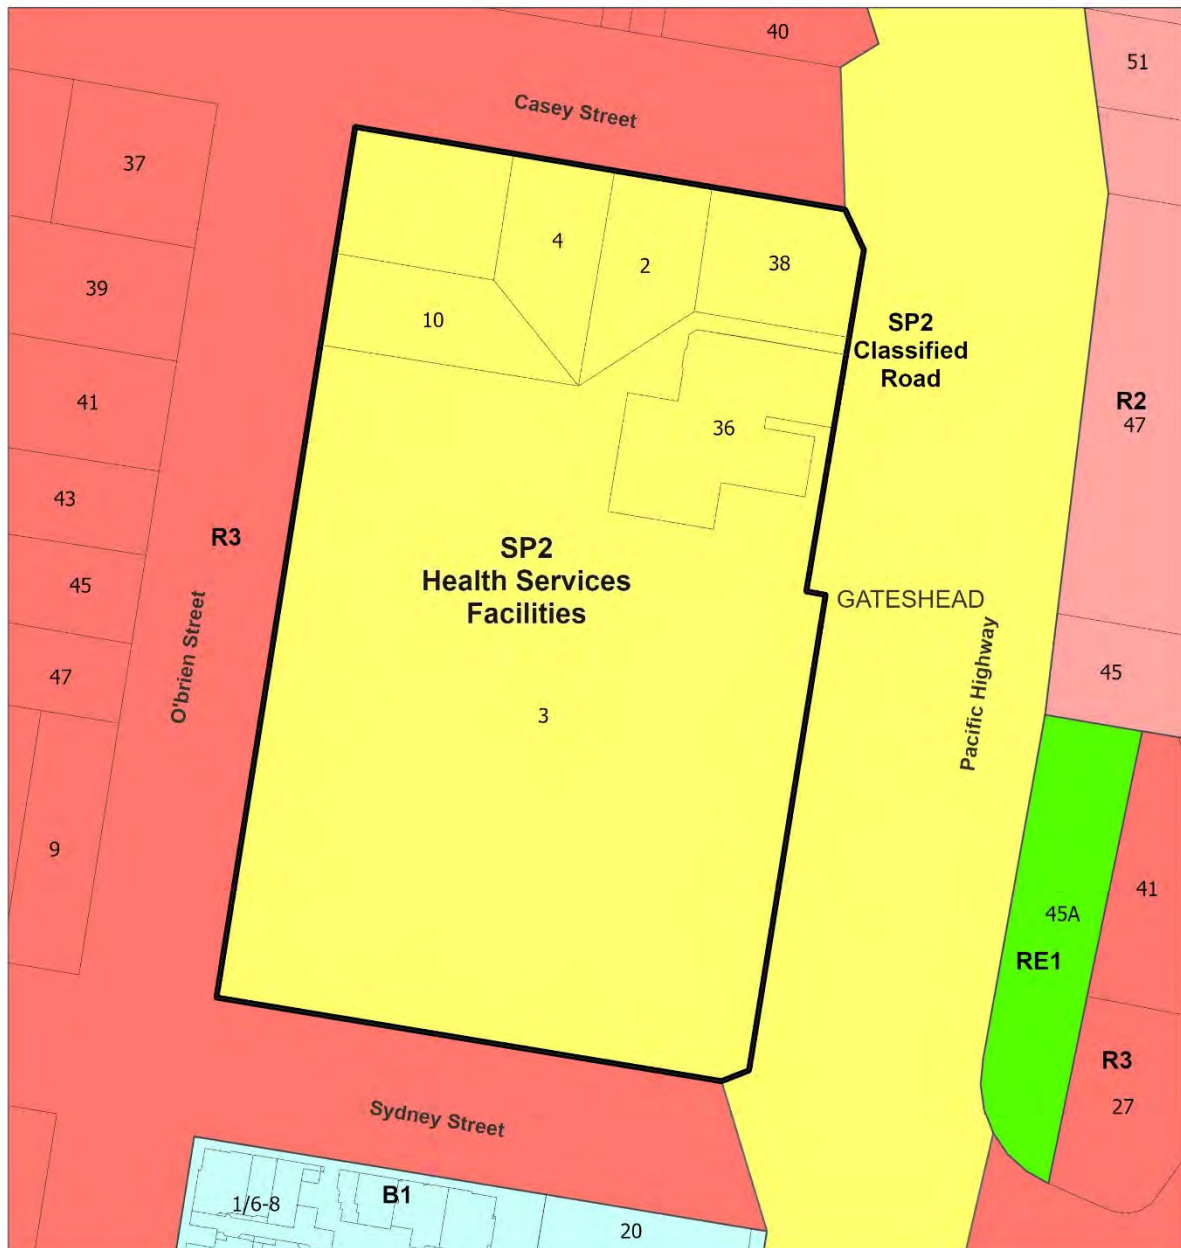 40
51
Casey Street
37
4
2
38
39
10
SP2
Classified
Road
41
R2
47
36
43
R3
SP2
Health Services
Facilities
45
O'brien Street
GATESHEAD
Pacific Highway
47
45
3
9
41
45A
RE1
R3
27
Sydney Street
B1
1/6-8
20